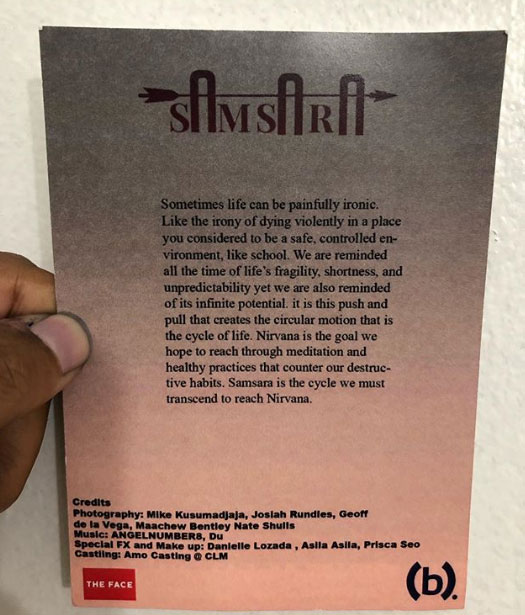 SAMSARA
Sometimes life can be painfully ironic.
Like the irony of dying violently in a place
you considered to be a safe, controlled en-
vironment, like school. We are reminded
all the time of life's fragility, shortness, and
unpredictability yet we are also reminded
of its infinite potential. it is this push and
pull that creates the circular motion that is
the cycle of life. Nirvana is the goal we
hope to reach through meditation and
healthy practices that counter our destruc-
tive habits. Samsara is the cycle we must
transcend to reach Nirvana.
Credits
Photography: Mike Kusumadjaja, Josiah Rundles, Geoff
de la Vega, Maachew Bentley Nate Shuls
Music: ANGELNUMBER8, Du
Special FX and Make up: Danielle Lozada , Asila Asila, Prisca Seo
Castiing: Amo Casting @ CLM
THE FACE
(b).